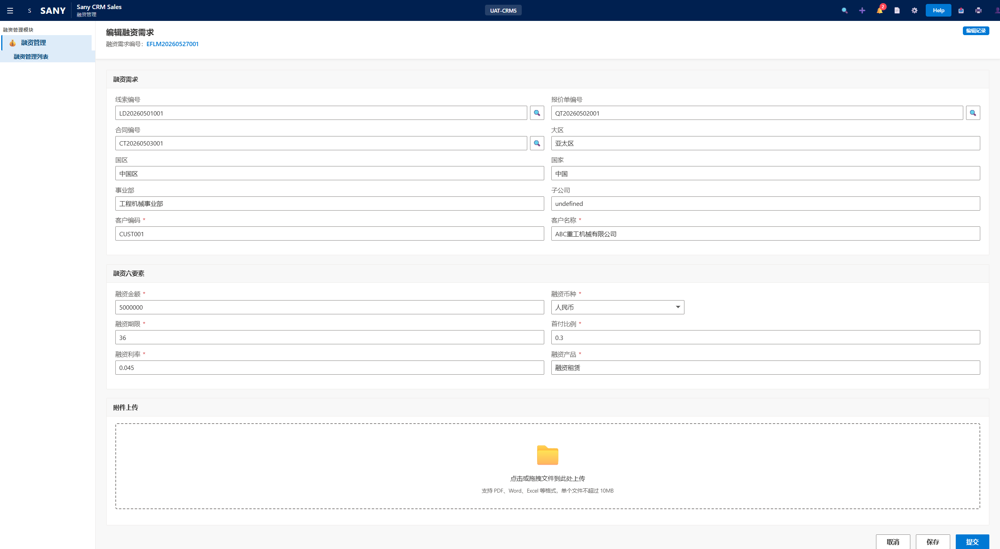 S SANY
Sany CRM Sales
融资管理
UAT-CRM5
2
Help
融资管理模块
融资管理
融资管理列表
编辑融资需求
融资需求编号：EFLM20260527001
编辑记录
融资需求
线索编号
LD20260501001
报价单编号
QT20260502001
合同编号
CT20260503001
大区
亚太区
国区
中国区
国家
中国
事业部
工程机械事业部
子公司
undefined
客户编码 *
CUST001
客户名称 *
ABC重工机械有限公司
融资六要素
融资金额 *
5000000
融资币种 *
人民币
融资期限 *
36
首付比例 *
0.3
融资利率 *
0.045
融资产品 *
融资租赁
附件上传
点击或拖拽文件到此处上传
支持 PDF、Word、Excel 等格式，单个文件不超过 10MB
取消
保存
提交